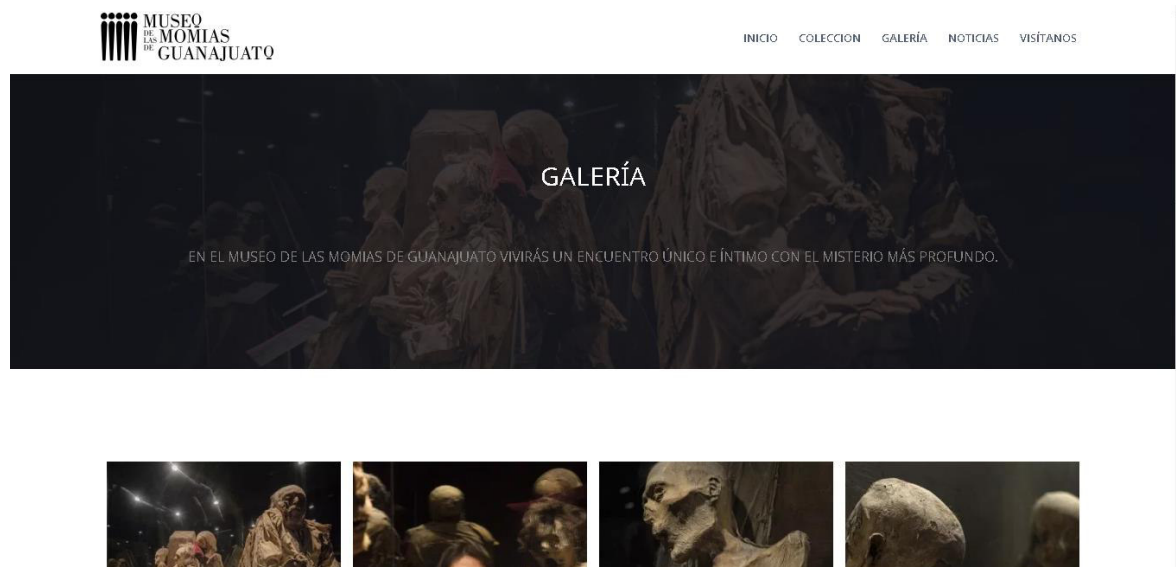 MUSEO
DE LAS DE MOMIAS
GUANAJUATO
INICIO COLECCION GALERÍA NOTICIAS VISÍTANOS
GALERÍA
EN EL MUSEO DE LAS MOMIAS DE GUANAJUATO VIVIRÁS UN ENCUENTRO ÚNICO E ÍNTIMO CON EL MISTERIO MÁS PROFUNDO.